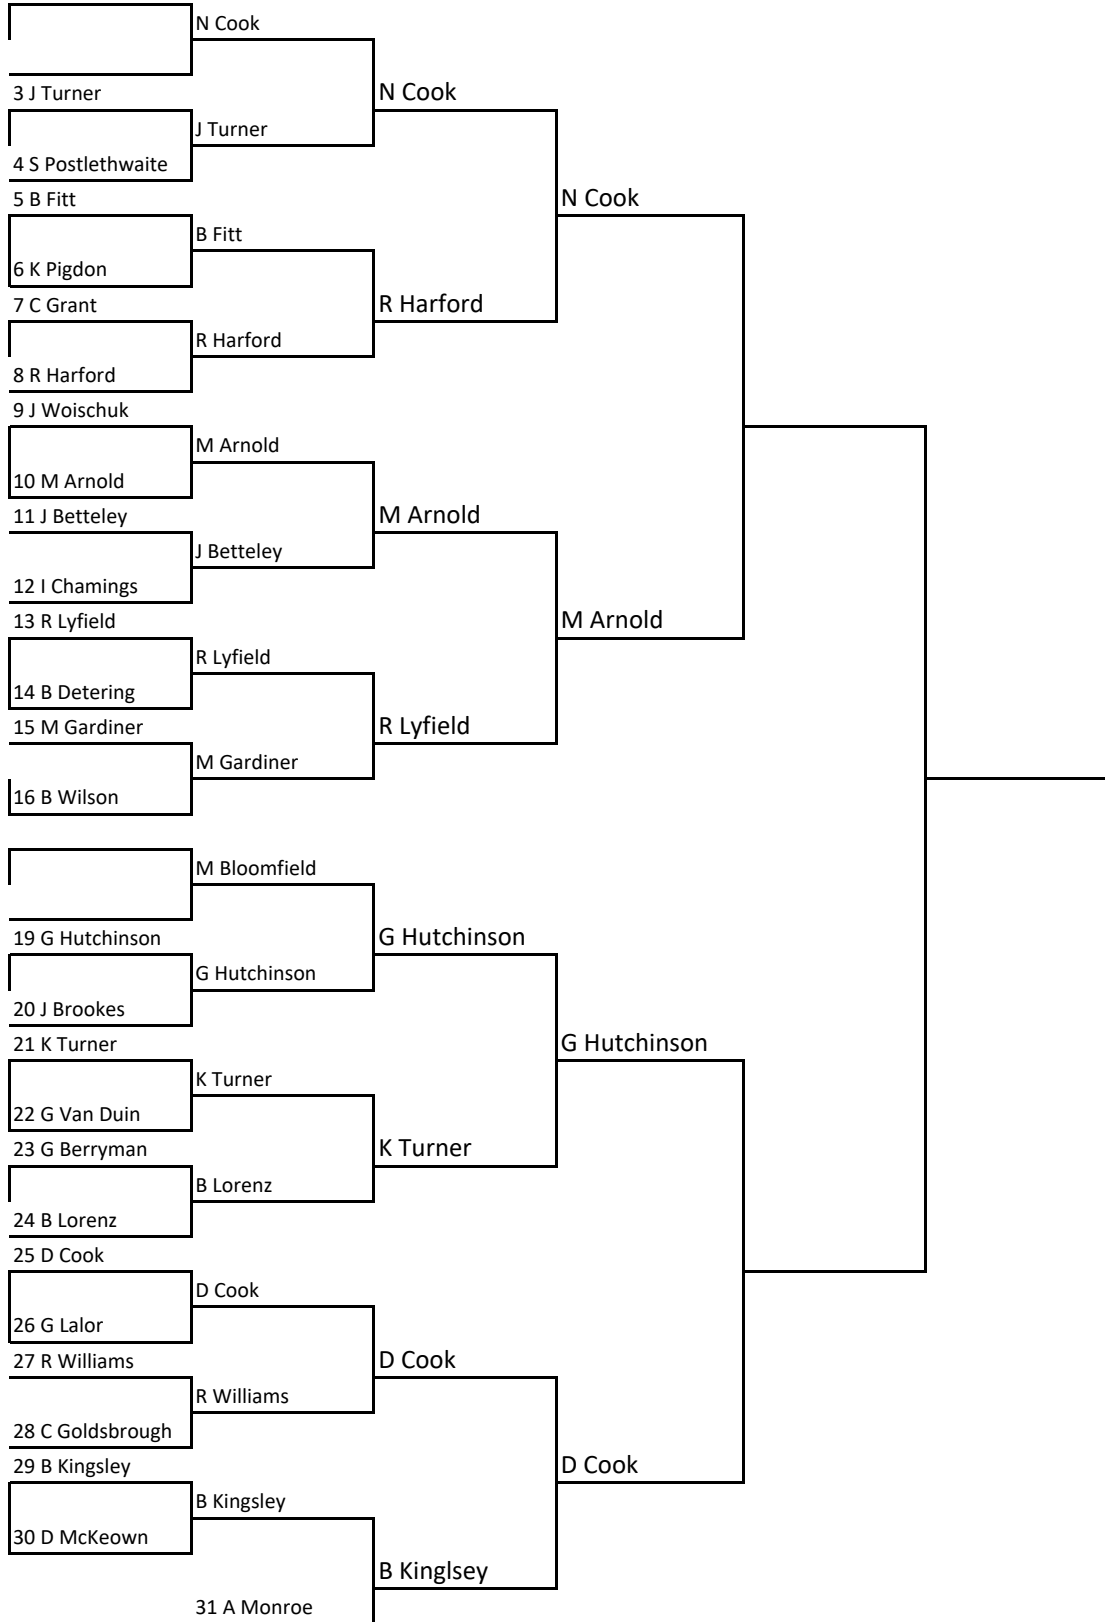 N Cook
3 J Turner
N Cook
J Turner
4 S Postlethwaite
5 B Fitt
N Cook
B Fitt
6 K Pigdon
7 C Grant
R Harford
R Harford
8 R Harford
9 J Woischuk
M Arnold
10 M Arnold
11 J Betteley
M Arnold
J Betteley
12 I Chamings
13 R Lyfield
M Arnold
R Lyfield
14 B Detering
15 M Gardiner
R Lyfield
M Gardiner
16 B Wilson
M Bloomfield
19 G Hutchinson
G Hutchinson
G Hutchinson
20 J Brookes
21 K Turner
G Hutchinson
K Turner
22 G Van Duin
23 G Berryman
K Turner
B Lorenz
24 B Lorenz
25 D Cook
D Cook
26 G Lalor
27 R Williams
D Cook
R Williams
28 C Goldsbrough
29 B Kingsley
D Cook
B Kingsley
30 D McKeown
B Kinglsey
31 A Monroe